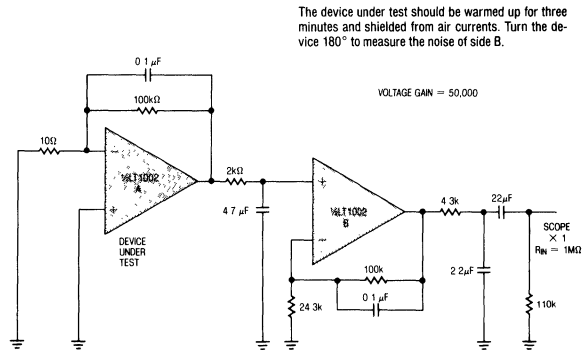 The device under test should be warmed up for three
minutes and shielded from air currents. Turn the de-
vice 180° to measure the noise of side B.
VOLTAGE GAIN = 50,000
0 1 µF
100kΩ
10Ω
−
+
½LT1002
A
DEVICE
UNDER
TEST
2kΩ
4 7 µF
+
−
½LT1002
B
100k
0 1 µF
24 3k
4 3k
22µF
2 2µF
110k
SCOPE
× 1
RIN = 1MΩ